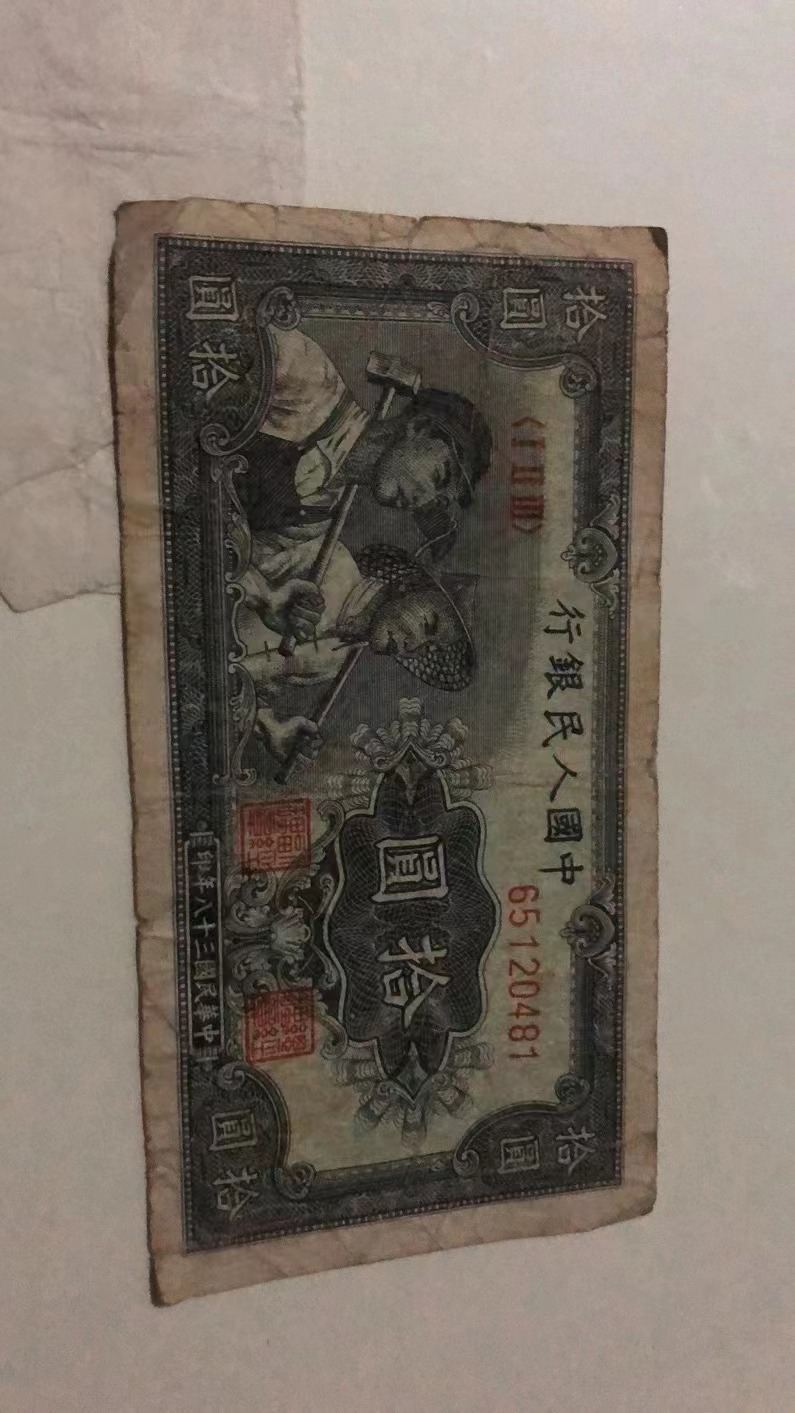 中國人民銀行
拾圓
拾圓
〈I II III〉
65120481
拾圓
拾圓
拾圓
中華民國三十八年印